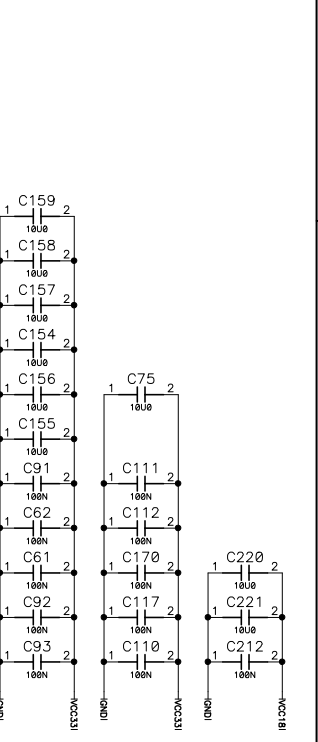 C159
1 2
10U0
C158
1 2
10U0
C157
1 2
10U0
C154
1 2
10U0
C156
1 2
10U0
C155
1 2
10U0
C91
1 2
100N
C62
1 2
100N
C61
1 2
100N
C92
1 2
100N
C93
1 2
100N
GND!
VCC33!
C75
1 2
10U0
C111
1 2
100N
C112
1 2
100N
C170
1 2
100N
C117
1 2
100N
C110
1 2
100N
GND!
VCC33!
C220
1 2
10U0
C221
1 2
10U0
C212
1 2
100N
GND!
VCC18!